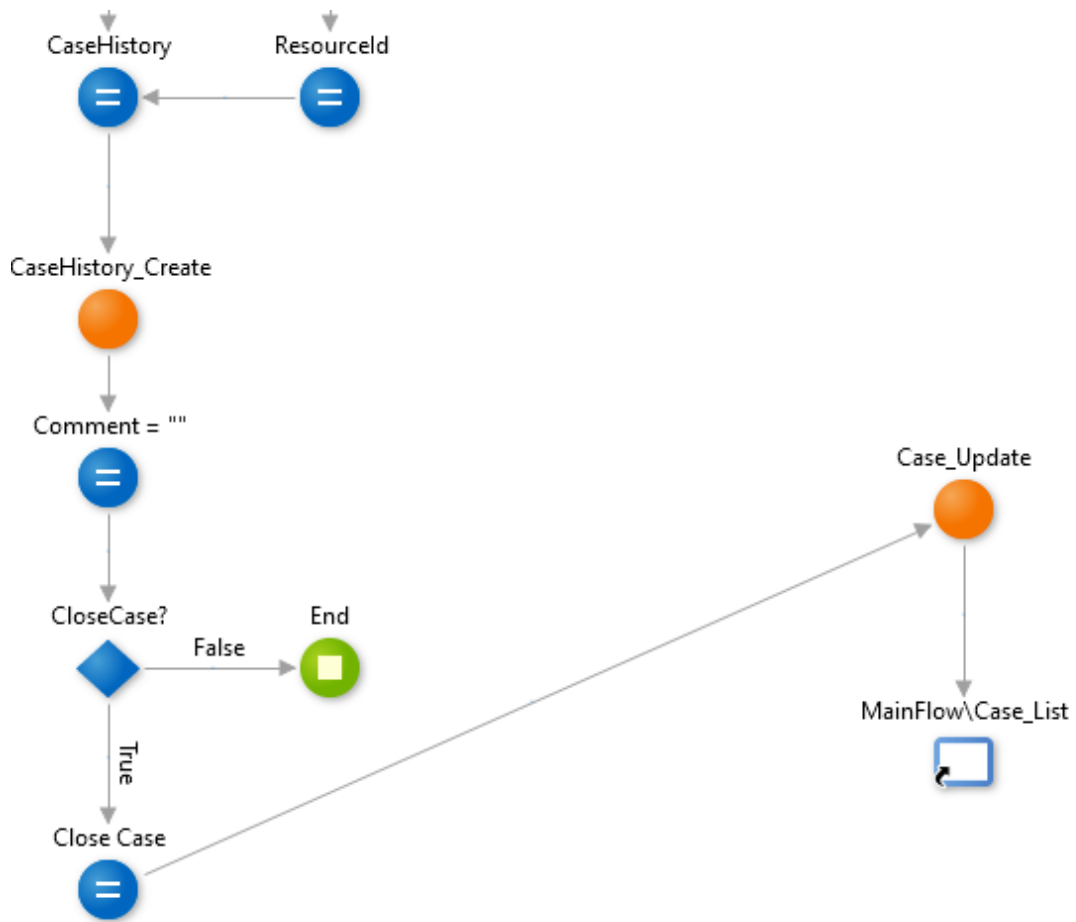 CaseHistory
ResourceId
CaseHistory_Create
Comment = ""
Case_Update
CloseCase?
False
End
True
MainFlow\Case_List
Close Case